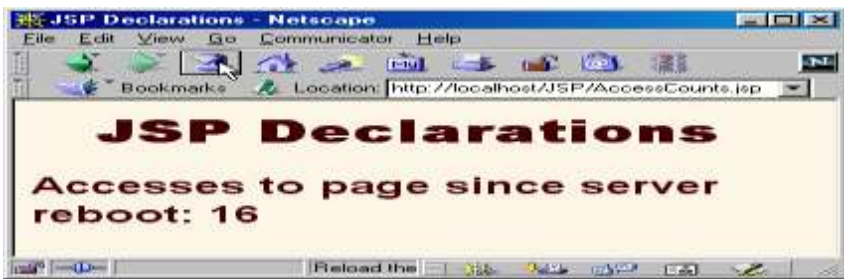 JSP Declarations - Netscape
File Edit View Go Communicator Help
My
N
Bookmarks Location: http://localhost/JSP/AccessCounts.jsp
JSP Declarations
Accesses to page since server
reboot: 16
Reload the